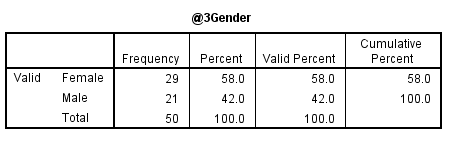 @3Gender
Frequency Percent Valid Percent Cumulative Percent
Valid Female 29 58.0 58.0 58.0
Male 21 42.0 42.0 100.0
Total 50 100.0 100.0